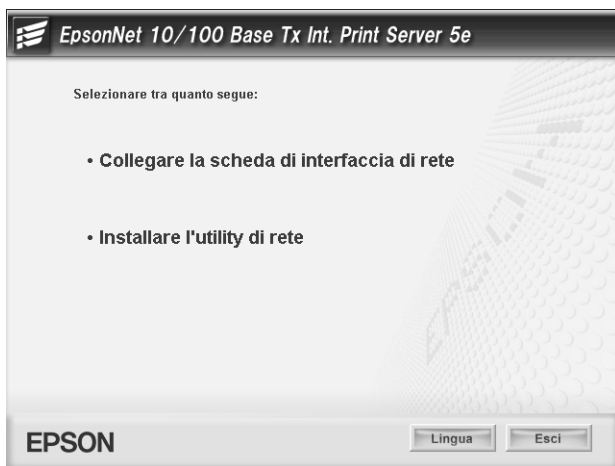 EpsonNet 10/100 Base Tx Int. Print Server 5e
Selezionare tra quanto segue:
• Collegare la scheda di interfaccia di rete
• Installare l'utility di rete
EPSON
EPSON
Lingua
Esci